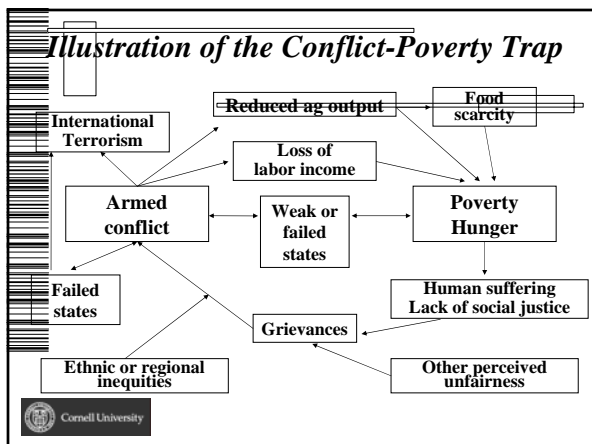 Illustration of the Conflict-Poverty Trap
Reduced ag output
Food
scarcity
International
Terrorism
Loss of
labor income
Armed
conflict
Weak or
failed
states
Poverty
Hunger
Failed
states
Human suffering
Lack of social justice
Grievances
Ethnic or regional
inequities
Other perceived
unfairness
Cornell University